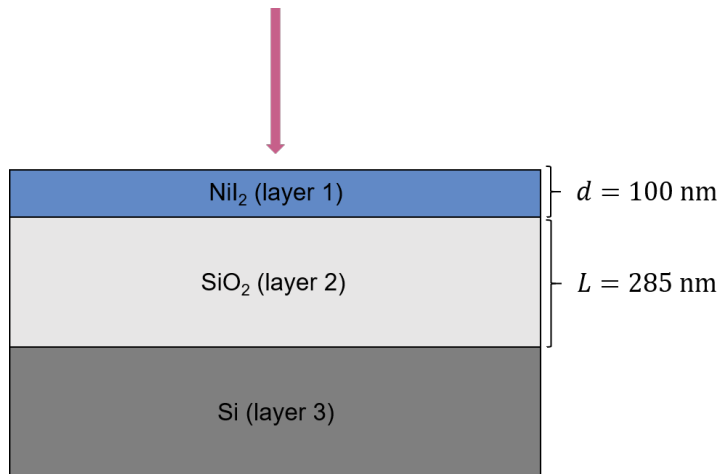 NiI₂ (layer 1)
d = 100 nm
SiO₂ (layer 2)
L = 285 nm
Si (layer 3)